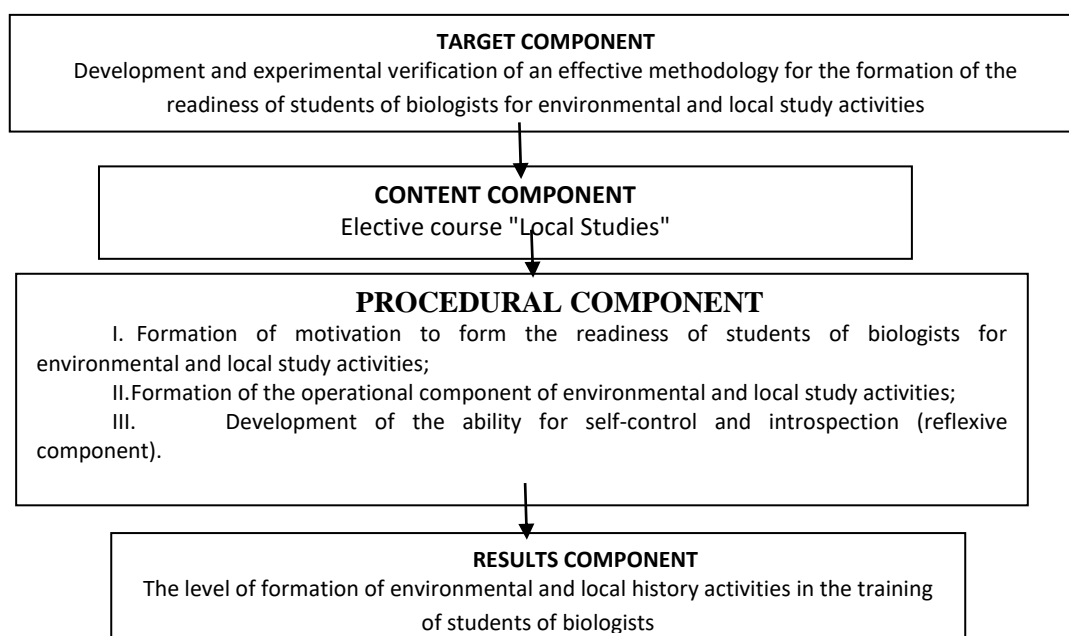 TARGET COMPONENT
Development and experimental verification of an effective methodology for the formation of the
readiness of students of biologists for environmental and local study activities
CONTENT COMPONENT
Elective course "Local Studies"
PROCEDURAL COMPONENT
I. Formation of motivation to form the readiness of students of biologists for
environmental and local study activities;
II.Formation of the operational component of environmental and local study activities;
III. Development of the ability for self-control and introspection (reflexive
component).
RESULTS COMPONENT
The level of formation of environmental and local history activities in the training
of students of biologists